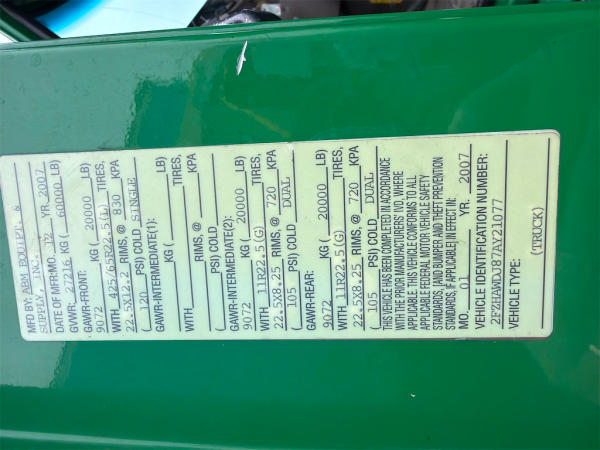 MFD BY: ARM EQUIPT. &
SUPPLY, INC.
DATE OF MFR: MO. 12 YR. 2007
GVWR: 27216 KG ( 60000 LB)
GAWR-FRONT:
9072 KG ( 20000 LB)
WITH 425/65R22.5(L) TIRES,
22.5X12.2 RIMS, @ 830 KPA
( 120 PSI) COLD SINGLE
GAWR-INTERMEDIATE(1):
KG ( LB)
WITH TIRES,
RIMS, @ KPA
( PSI) COLD
GAWR-INTERMEDIATE(2):
9072 KG ( 20000 LB)
WITH 11R22.5(G) TIRES,
22.5X8.25 RIMS, @ 720 KPA
( 105 PSI) COLD DUAL
GAWR-REAR:
9072 KG ( 20000 LB)
WITH 11R22.5(G) TIRES,
22.5X8.25 RIMS, @ 720 KPA
( 105 PSI) COLD DUAL
THIS VEHICLE HAS BEEN COMPLETED IN ACCORDANCE
WITH THE PRIOR MANUFACTURERS' IVD, WHERE
APPLICABLE. THIS VEHICLE CONFORMS TO ALL
APPLICABLE FEDERAL MOTOR VEHICLE SAFETY
STANDARDS, [AND BUMPER AND THEFT PREVENTION
STANDARDS, IF APPLICABLE] IN EFFECT IN:
MO. 01 YR. 2007
VEHICLE IDENTIFICATION NUMBER:
2FZHAWDJ87AY21077
VEHICLE TYPE:
(TRUCK)